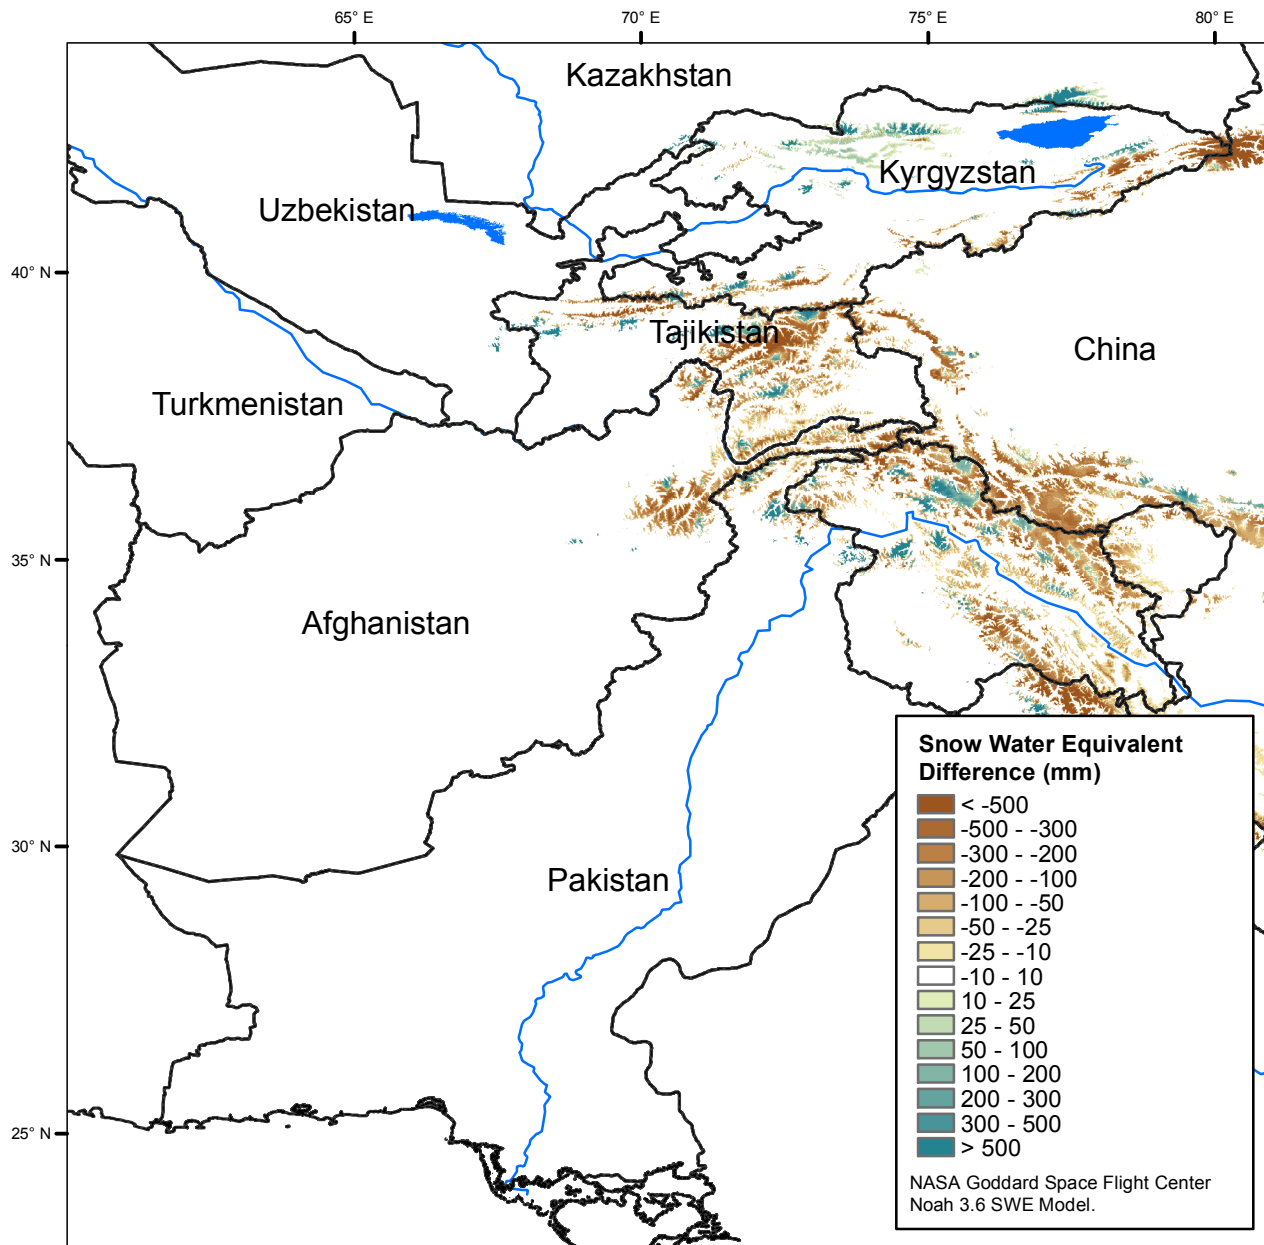 65° E
70° E
75° E
80° E
Kazakhstan
Kyrgyzstan
Uzbekistan
40° N
Tajikistan
China
Turkmenistan
35° N
Afghanistan
30° N
Pakistan
25° N
Snow Water Equivalent
Difference (mm)
< -500
-500 - -300
-300 - -200
-200 - -100
-100 - -50
-50 - -25
-25 - -10
-10 - 10
10 - 25
25 - 50
50 - 100
100 - 200
200 - 300
300 - 500
> 500
NASA Goddard Space Flight Center
Noah 3.6 SWE Model.